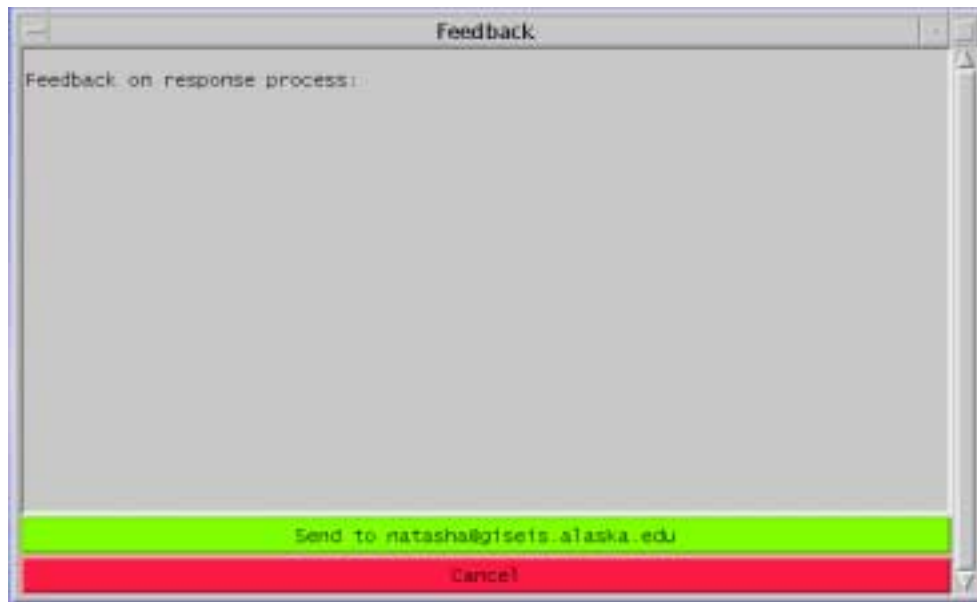 Feedback
Feedback on response process:
Send to natasha@giseis.alaska.edu
Cancel